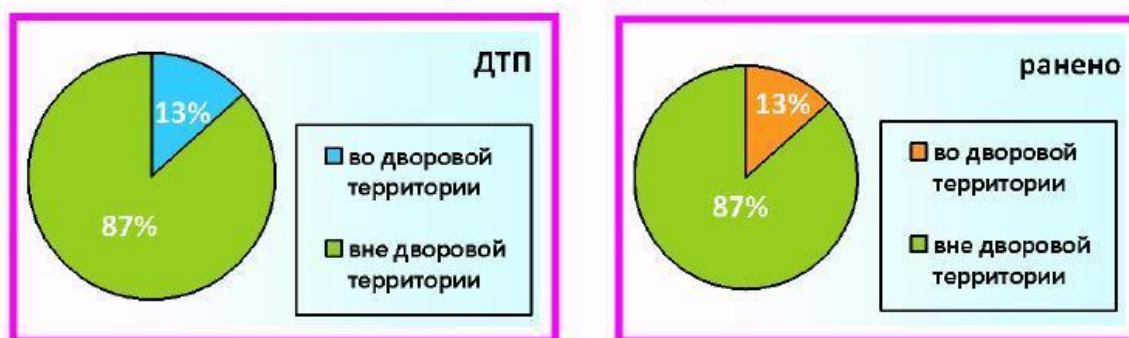 ДТП
13%
87%
во дворовой
территории
вне дворовой
территории
ранено
13%
87%
во дворовой
территории
вне дворовой
территории